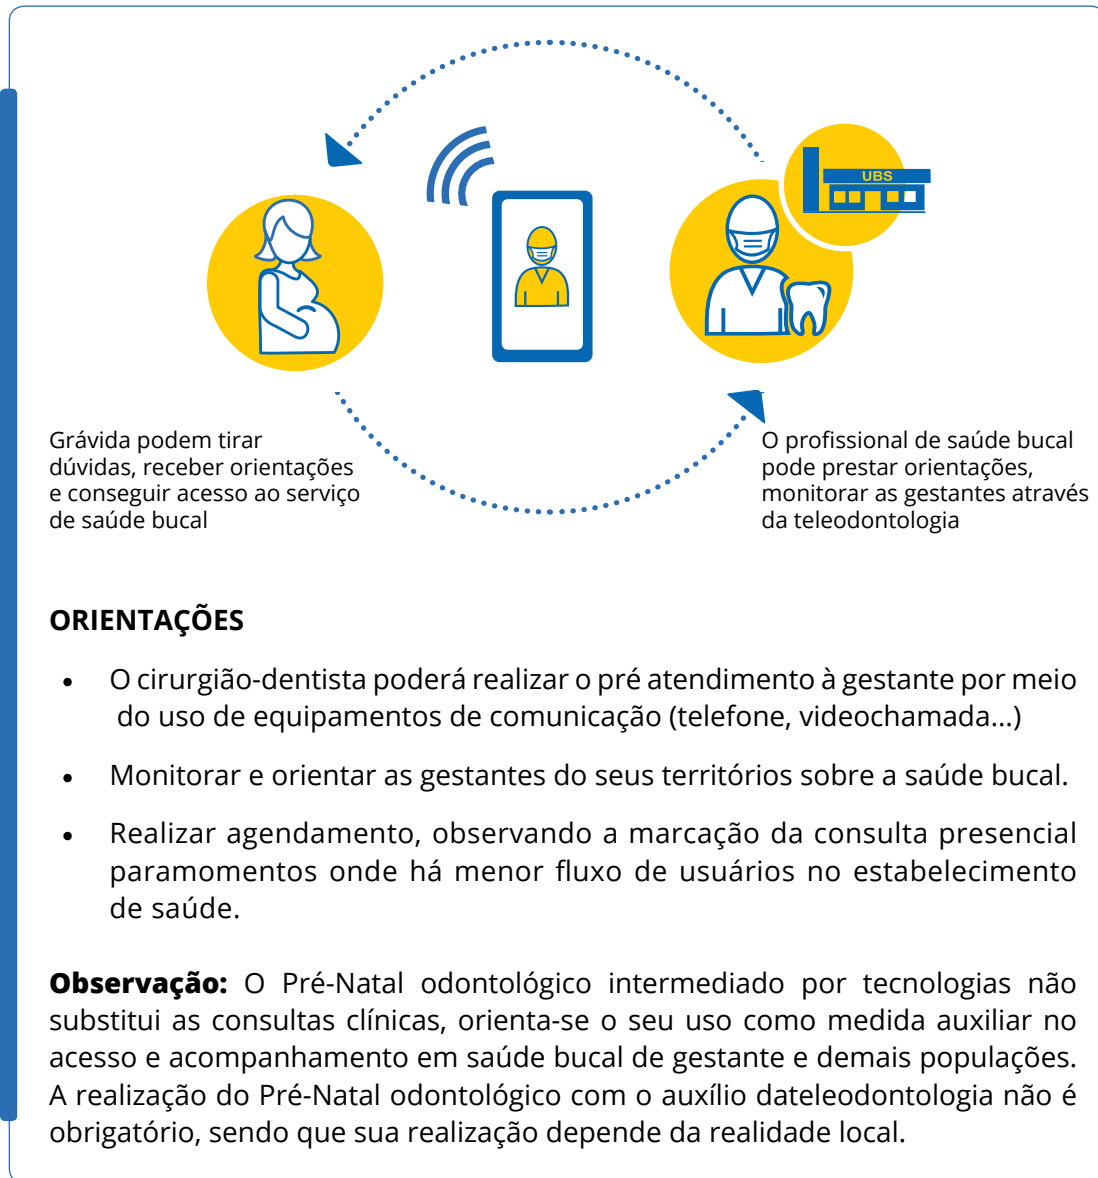 UBS
Grávida podem tirar
dúvidas, receber orientações
e conseguir acesso ao serviço
de saúde bucal
O profissional de saúde bucal
pode prestar orientações,
monitorar as gestantes através
da teleodontologia
ORIENTAÇÕES
• O cirurgião-dentista poderá realizar o pré atendimento à gestante por meio
do uso de equipamentos de comunicação (telefone, videochamada...)
• Monitorar e orientar as gestantes do seus territórios sobre a saúde bucal.
• Realizar agendamento, observando a marcação da consulta presencial
paramomentos onde há menor fluxo de usuários no estabelecimento
de saúde.
Observação: O Pré-Natal odontológico intermediado por tecnologias não
substitui as consultas clínicas, orienta-se o seu uso como medida auxiliar no
acesso e acompanhamento em saúde bucal de gestante e demais populações.
A realização do Pré-Natal odontológico com o auxílio dateleodontologia não é
obrigatório, sendo que sua realização depende da realidade local.